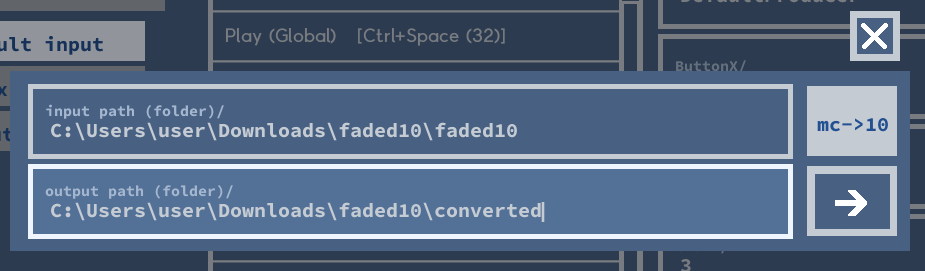 ult input
Play (Global) [Ctrl+Space (32)]
ButtonX/
input path (folder)/
C:\Users\user\Downloads\faded10\faded10
mc->10
output path (folder)/
C:\Users\user\Downloads\faded10\converted
3